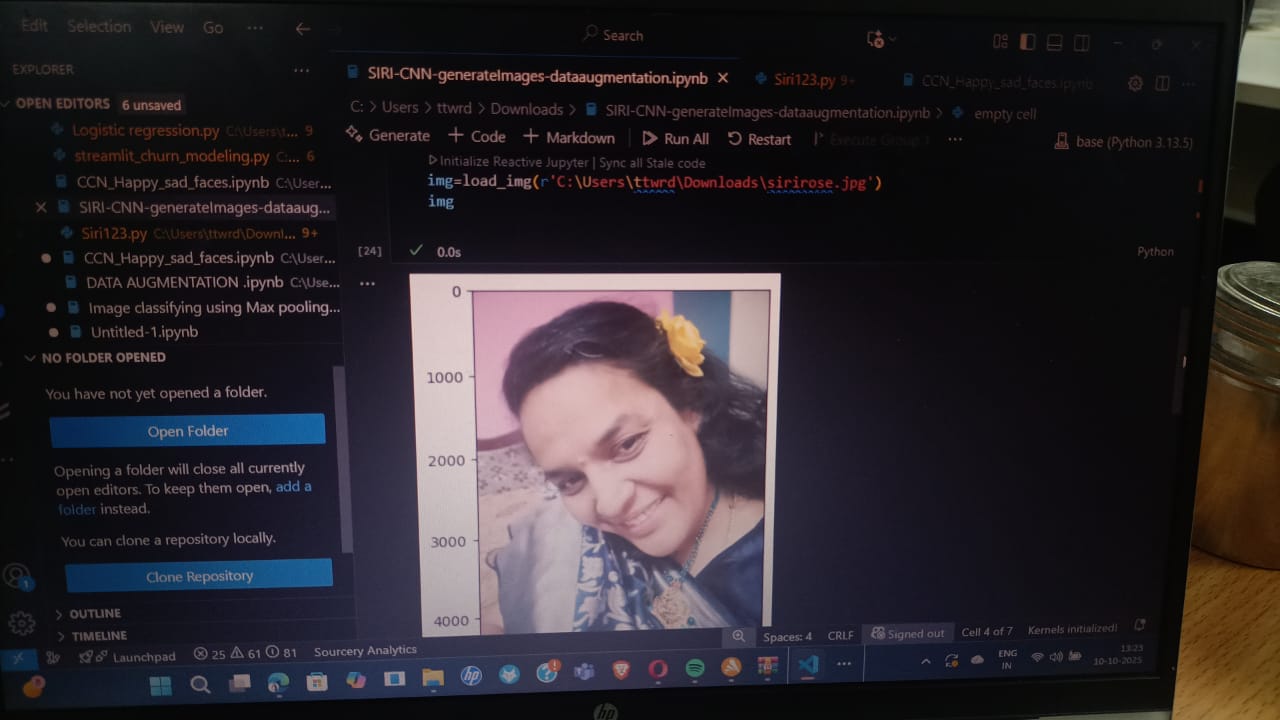 Edit Selection View Go ... Search
EXPLORER ...
OPEN EDITORS 6 unsaved
Logistic regression.py C:\Users\t... 9
streamlit_churn_modeling.py C:... 6
CCN_Happy_sad_faces.ipynb C:\User...
SIRI-CNN-generateImages-dataaug...
Siri123.py C:\Users\ttwrd\Downl... 9+
CCN_Happy_sad_faces.ipynb C:\User...
DATA AUGMENTATION .ipynb C:\Use...
Image classifying using Max pooling...
Untitled-1.ipynb
NO FOLDER OPENED
You have not yet opened a folder.
Open Folder
Opening a folder will close all currently
open editors. To keep them open, add a
folder instead.
You can clone a repository locally.
Clone Repository
OUTLINE
TIMELINE
SIRI-CNN-generateImages-dataaugmentation.ipynb Siri123.py 9+ CCN_Happy_sad_faces.ipynb
C: > Users > ttwrd > Downloads > SIRI-CNN-generateImages-dataaugmentation.ipynb > empty cell
Generate + Code + Markdown Run All Restart Execute Group 1 ... base (Python 3.13.5)
Initialize Reactive Jupyter | Sync all Stale code
img=load_img(r'C:\Users\ttwrd\Downloads\sirirose.jpg')
img
[24] 0.0s Python
...
0
1000
2000
3000
4000
Launchpad 25 61 81 Sourcery Analytics Spaces: 4 CRLF Signed out Cell 4 of 7 Kernels initialized!
1
hp
ENG
IN
13:23
10-10-2025
hp